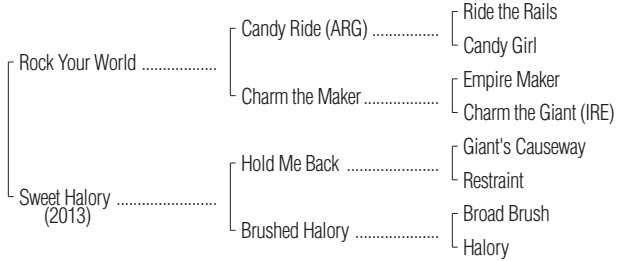 Ride the Rails
Candy Ride (ARG) ................
Candy Girl
Rock Your World ..................
Empire Maker
Charm the Maker ..................
Charm the Giant (IRE)
Giant's Causeway
Hold Me Back ......................
Restraint
Sweet Halory ........................
(2013)
Broad Brush
Brushed Halory ....................
Halory